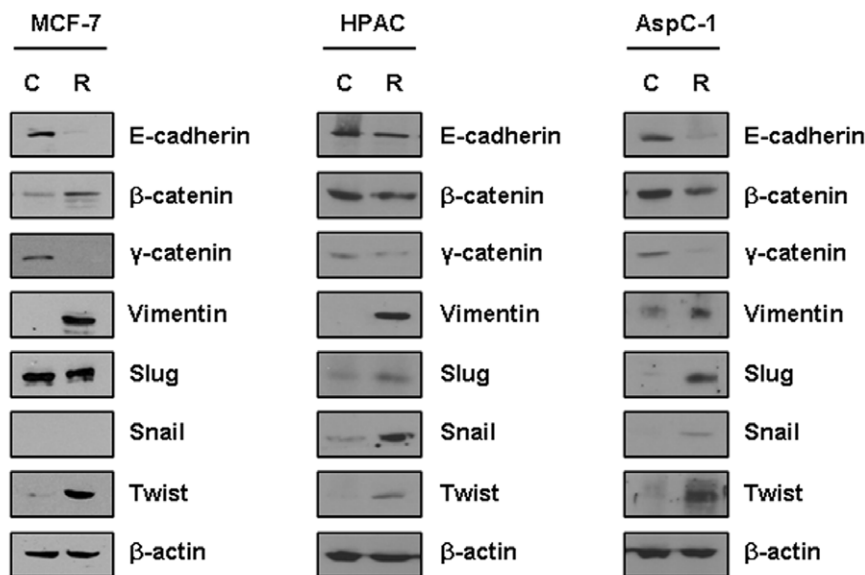 MCF-7 HPAC AspC-1
C R C R C R
E-cadherin E-cadherin E-cadherin
β-catenin β-catenin β-catenin
γ-catenin γ-catenin γ-catenin
Vimentin Vimentin Vimentin
Slug Slug Slug
Snail Snail Snail
Twist Twist Twist
β-actin β-actin β-actin